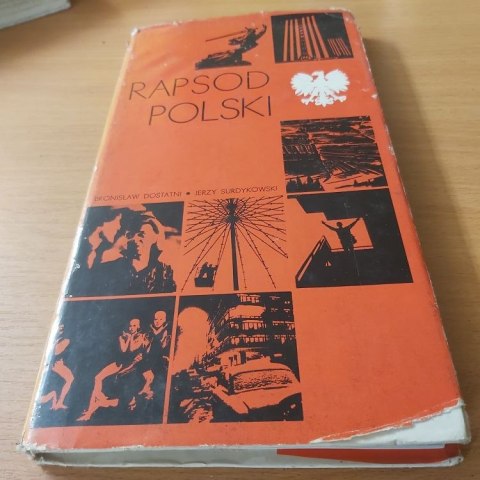 RAPSOD
POLSKI
BRONISŁAW DOSTATNI • JERZY SURDYKOWSKI